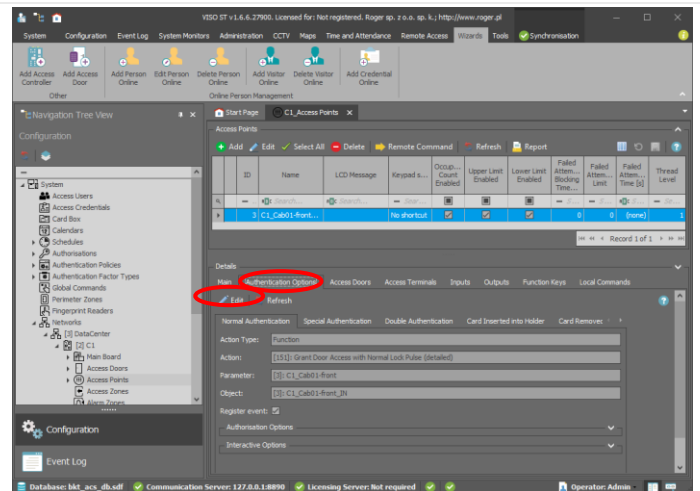 VISO ST v1.6.6.27900. Licensed for: Not registered. Roger sp. z o.o. sp. k.; http://www.roger.pl
System Configuration Event Log System Monitors Administration CCTV Maps Time and Attendance Remote Access Wizards Tools Synchronisation
Add Access Controller Add Access Door Add Person Online Edit Person Online Delete Person Online Add Visitor Online Delete Visitor Online Add Credential Online
Other Online Person Management
Navigation Tree View
Start Page C1_Access Points
Configuration
Access Points
Add Edit Select All Delete Remote Command Refresh Report
ID Name LCD Message Keypad s... Occup... Count Enabled Upper Limit Enabled Lower Limit Enabled Failed Attem... Blocking Time... Failed Attem... Limit Failed Attem... Time [s] Thread Level
3 C1_Cab01-front... No shortcut 0 0 (none) 1
Record 1 of 1
System
Access Users
Access Credentials
Card Box
Calendars
Schedules
Authorisations
Authentication Policies
Authentication Factor Types
Global Commands
Perimeter Zones
Fingerprint Readers
Networks
[3] DataCenter
[2] C1
Main Board
Access Doors
Access Points
Access Zones
Alarm Zones
Configuration
Event Log
Details
Main Authentication Options Access Doors Access Terminals Inputs Outputs Function Keys Local Commands
Edit Refresh
Normal Authentication Special Authentication Double Authentication Card Inserted into Holder Card Removes
Action Type: Function
Action: [151]: Grant Door Access with Normal Lock Pulse (detailed)
Parameter: [3]: C1_Cab01-front
Object: [3]: C1_Cab01-front_IN
Register event:
Authorisation Options
Interactive Options
Database: bkt_acs_db.sdf Communication Server: 127.0.0.1:8890 Licensing Server: Not required Operator: Admin